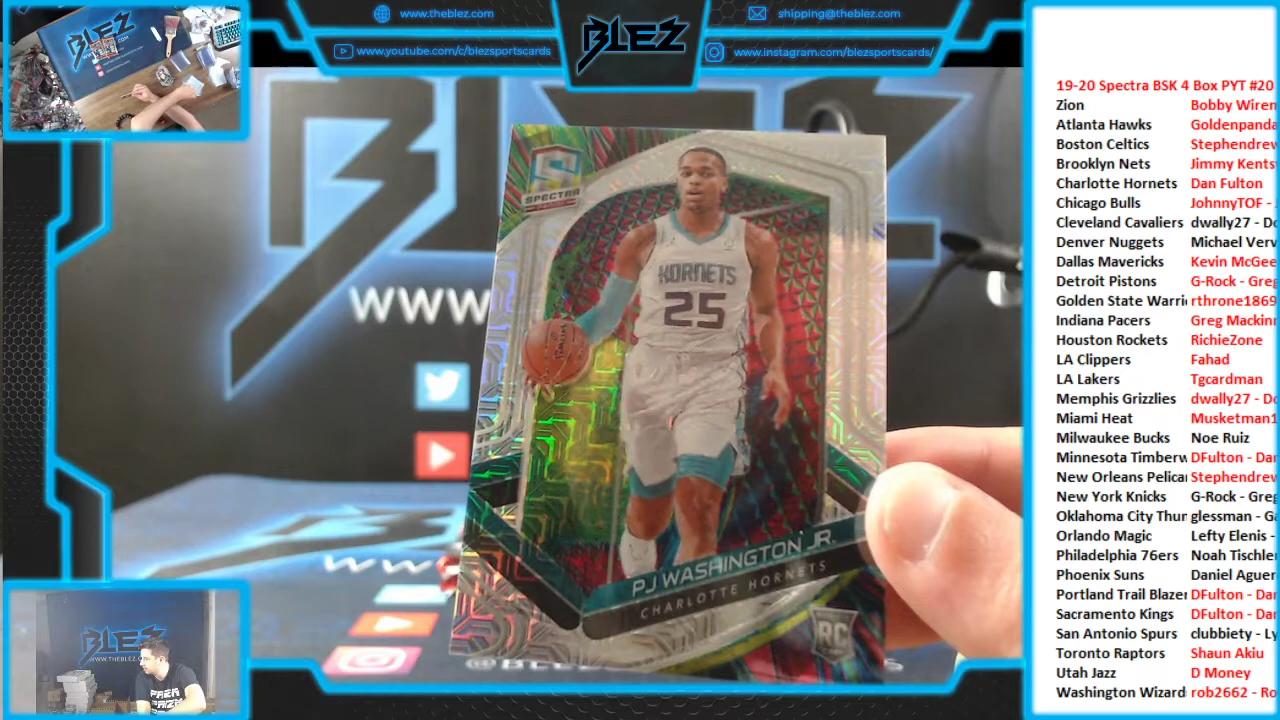 www.theblez.com
shipping@theblez.com
www.youtube.com/c/blezsportscards
www.instagram.com/blezsportscards/
BLEZ
SPECTRA
HORNETS
25
PJ WASHINGTON JR.
CHARLOTTE HORNETS
RC
WWW
19-20 Spectra BSK 4 Box PYT #20
Zion Bobby Wiren
Atlanta Hawks Goldenpanda
Boston Celtics Stephendrew
Brooklyn Nets Jimmy Kents
Charlotte Hornets Dan Fulton
Chicago Bulls JohnnyTOF -
Cleveland Cavaliers dwally27 - Do
Denver Nuggets Michael Verv
Dallas Mavericks Kevin McGee
Detroit Pistons G-Rock - Greg
Golden State Warri rthrone1869
Indiana Pacers Greg Mackinn
Houston Rockets RichieZone
LA Clippers Fahad
LA Lakers Tgcardman
Memphis Grizzlies dwally27 - Do
Miami Heat Musketman1
Milwaukee Bucks Noe Ruiz
Minnesota Timberw DFulton - Dan
New Orleans Pelica Stephendrew
New York Knicks G-Rock - Greg
Oklahoma City Thun glessman - G
Orlando Magic Lefty Elenis -
Philadelphia 76ers Noah Tischle
Phoenix Suns Daniel Aguer
Portland Trail Blazer DFulton - Dan
Sacramento Kings DFulton - Dan
San Antonio Spurs clubbiety - Ly
Toronto Raptors Shaun Akiu
Utah Jazz D Money
Washington Wizard rob2662 - Ro